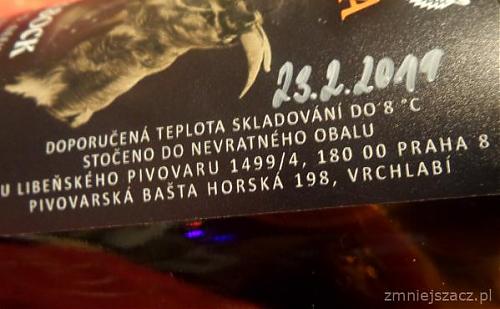 OCK
A
23.2.2019
DOPORUČENÁ TEPLOTA SKLADOVÁNÍ DO 8 °C
STOČENO DO NEVRATNÉHO OBALU
U LIBEŇSKÉHO PIVOVARU 1499/4, 180 00 PRAHA 8
PIVOVARSKÁ BAŠTA HORSKÁ 198, VRCHLABÍ
zmniejszacz.pl